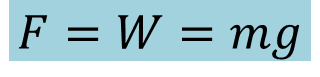 F = W = mg